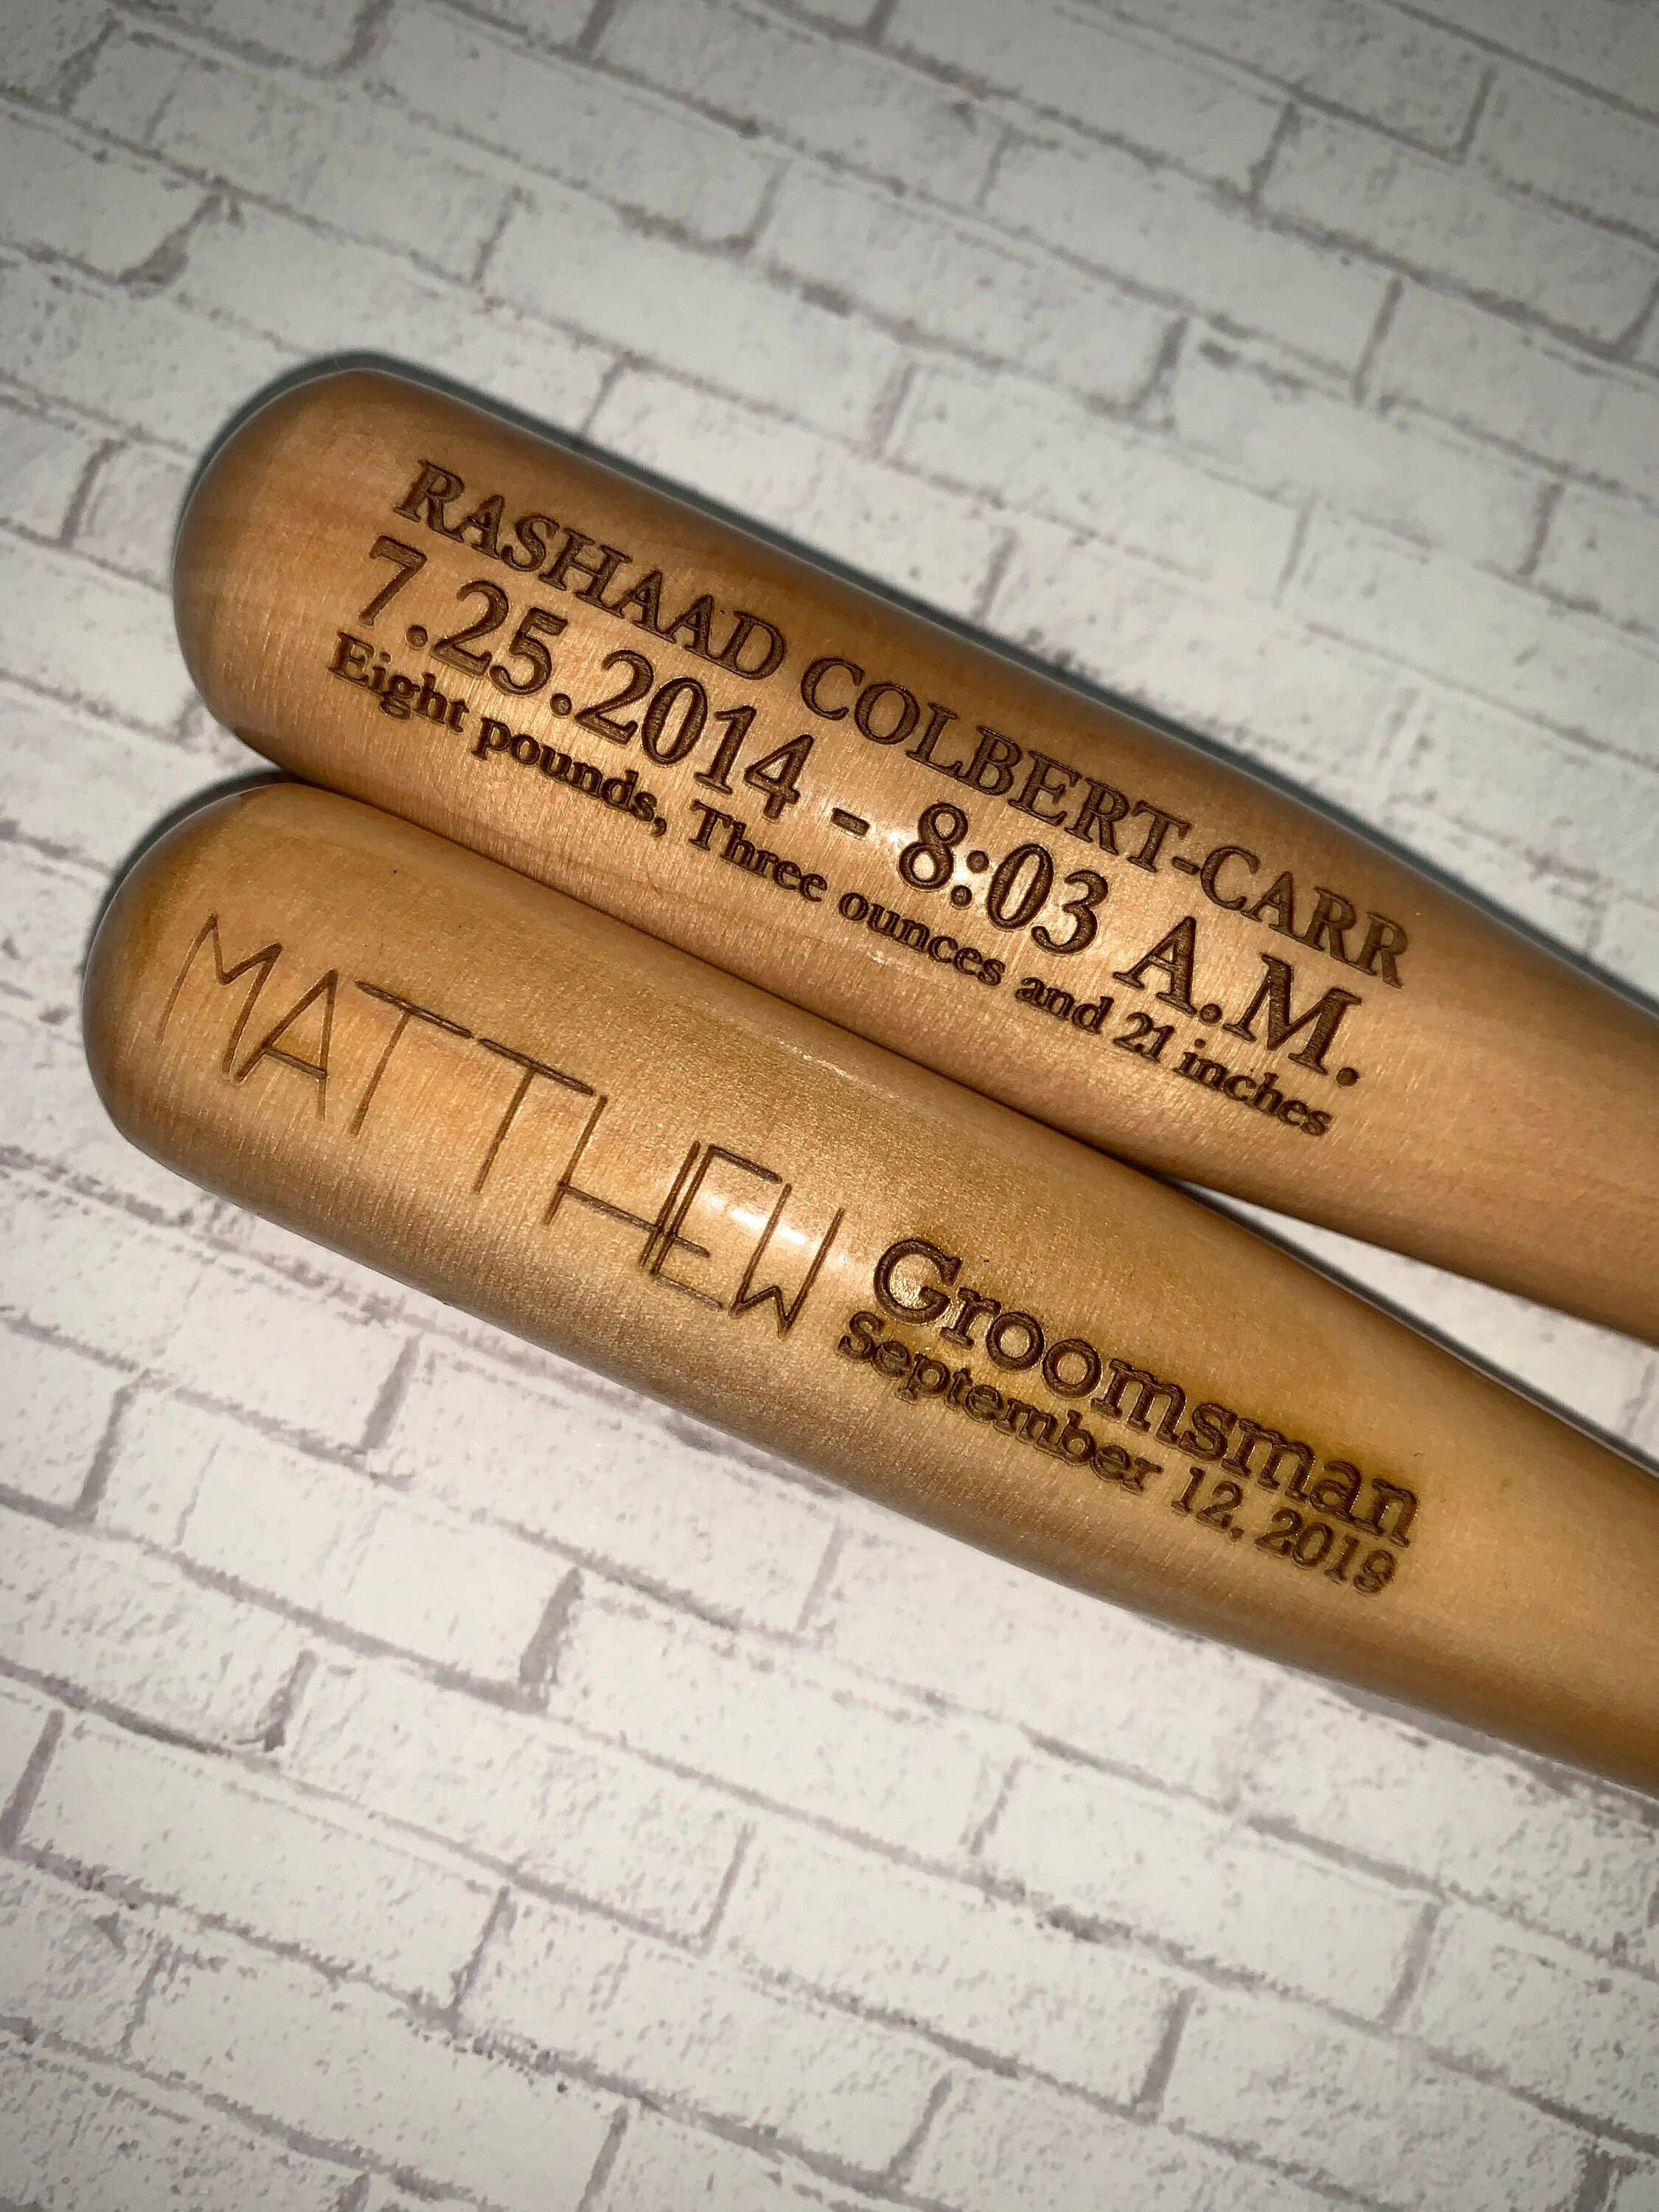 RASHAAD COLBERT-CARR
7.25.2014 - 8:03 A.M.
Eight pounds, Three ounces and 21 inches
MATTHEW
Groomsman
September 12, 2019